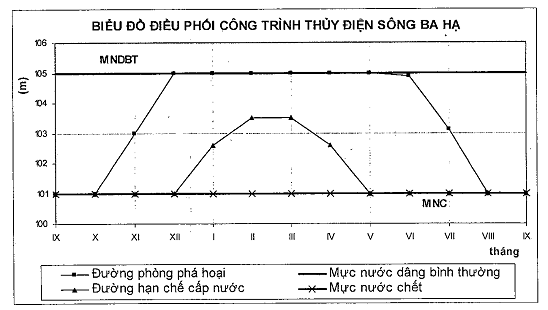 BIỂU ĐỒ ĐIỀU PHỐI CÔNG TRÌNH THỦY ĐIỆN SÔNG BA HẠ
106
MNDBT
105
(m)
104
103
102
101
MNC
100
IX X XI XII I II III IV V VI VII VIII IX
tháng
Đường phòng phá hoại
Mực nước dâng bình thường
Đường hạn chế cấp nước
Mực nước chết